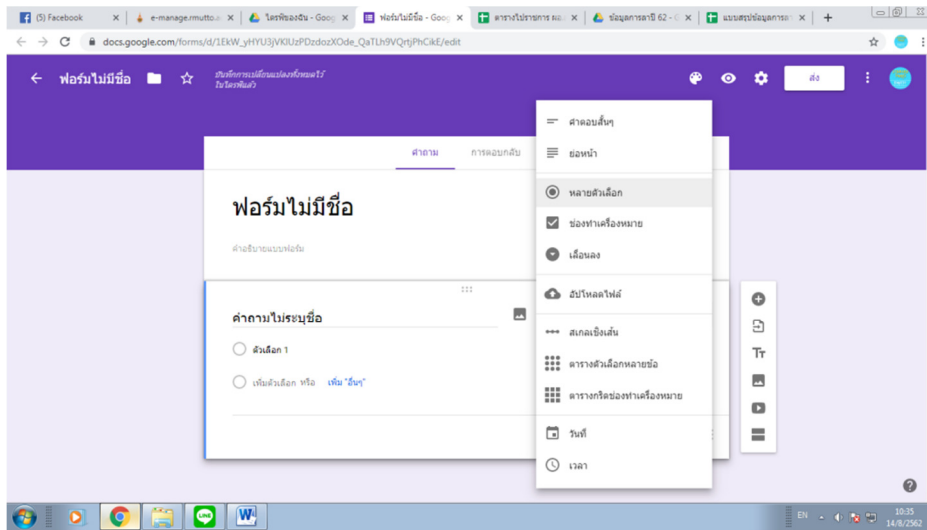 (5) Facebook
e-manage.rmutto.a
ไดรฟ์ของฉัน - Goog
ฟอร์มไม่มีชื่อ - Goog
ตารางไปราชการ ผอ
ข้อมูลการลาปี 62 - G
แบบสรุปข้อมูลการล
docs.google.com/forms/d/1EkW_yHYU3jVKIUzPDzdozXOde_QaTLh9VQrtjPhCikE/edit
ฟอร์มไม่มีชื่อ
บันทึกการเปลี่ยนแปลงทั้งหมดไว้
ในไดรฟ์แล้ว
ส่ง
คำถาม
การตอบกลับ
ฟอร์มไม่มีชื่อ
คำอธิบายแบบฟอร์ม
คำถามไม่ระบุชื่อ
ตัวเลือก 1
เพิ่มตัวเลือก หรือ เพิ่ม "อื่นๆ"
คำตอบสั้นๆ
ย่อหน้า
หลายตัวเลือก
ช่องทำเครื่องหมาย
เลื่อนลง
อัปโหลดไฟล์
สเกลเชิงเส้น
ตารางตัวเลือกหลายข้อ
ตารางกริดช่องทำเครื่องหมาย
วันที่
เวลา
Tт
EN
10:35
14/8/2562